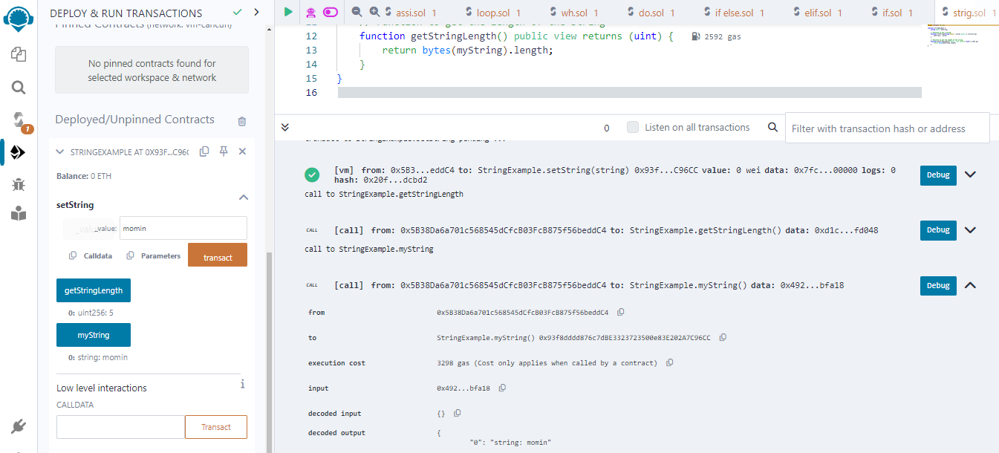 DEPLOY & RUN TRANSACTIONS
Pinned Contracts (network: vm-cancun)
No pinned contracts found for
selected workspace & network
Deployed/Unpinned Contracts
1
STRINGEXAMPLE AT 0X93F...C96C
Balance: 0 ETH
setString
_value: momin
Calldata Parameters transact
getStringLength
0: uint256: 5
myString
0: string: momin
Low level interactions
i
CALLDATA
Transact
assi.sol 1 loop.sol 1 wh.sol 1 do.sol 1 if else.sol 1 elif.sol 1 if.sol 1 strig.sol 1
11 // Function to get the length of the string
12 function getStringLength() public view returns (uint) { 2592 gas
13 return bytes(myString).length;
14 }
15 }
16
0 Listen on all transactions Filter with transaction hash or address
transact to StringExample.setString pending ...
[vm] from: 0x5B3...eddC4 to: StringExample.setString(string) 0x93f...C96CC value: 0 wei data: 0x7fc...00000 logs: 0
hash: 0x20f...dcbd2
Debug
call to StringExample.getStringLength
CALL [call] from: 0x5B38Da6a701c568545dCfcB03FcB875f56beddC4 to: StringExample.getStringLength() data: 0xd1c...fd048 Debug
call to StringExample.myString
CALL [call] from: 0x5B38Da6a701c568545dCfcB03FcB875f56beddC4 to: StringExample.myString() data: 0x492...bfa18 Debug
from 0x5B38Da6a701c568545dCfcB03FcB875f56beddC4
to StringExample.myString() 0x93f8dddd876c7dBE3323723500e83E202A7C96CC
execution cost 3298 gas (Cost only applies when called by a contract)
input 0x492...bfa18
decoded input {}
decoded output {
"0": "string: momin"